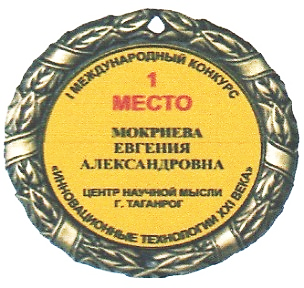 I МЕЖДУНАРОДНЫЙ КОНКУРС
1
МЕСТО
МОКРИЕВА
ЕВГЕНИЯ
АЛЕКСАНДРОВНА
ЦЕНТР НАУЧНОЙ МЫСЛИ
Г. ТАГАНРОГ
«ИННОВАЦИОННЫЕ ТЕХНОЛОГИИ XXI ВЕКА»